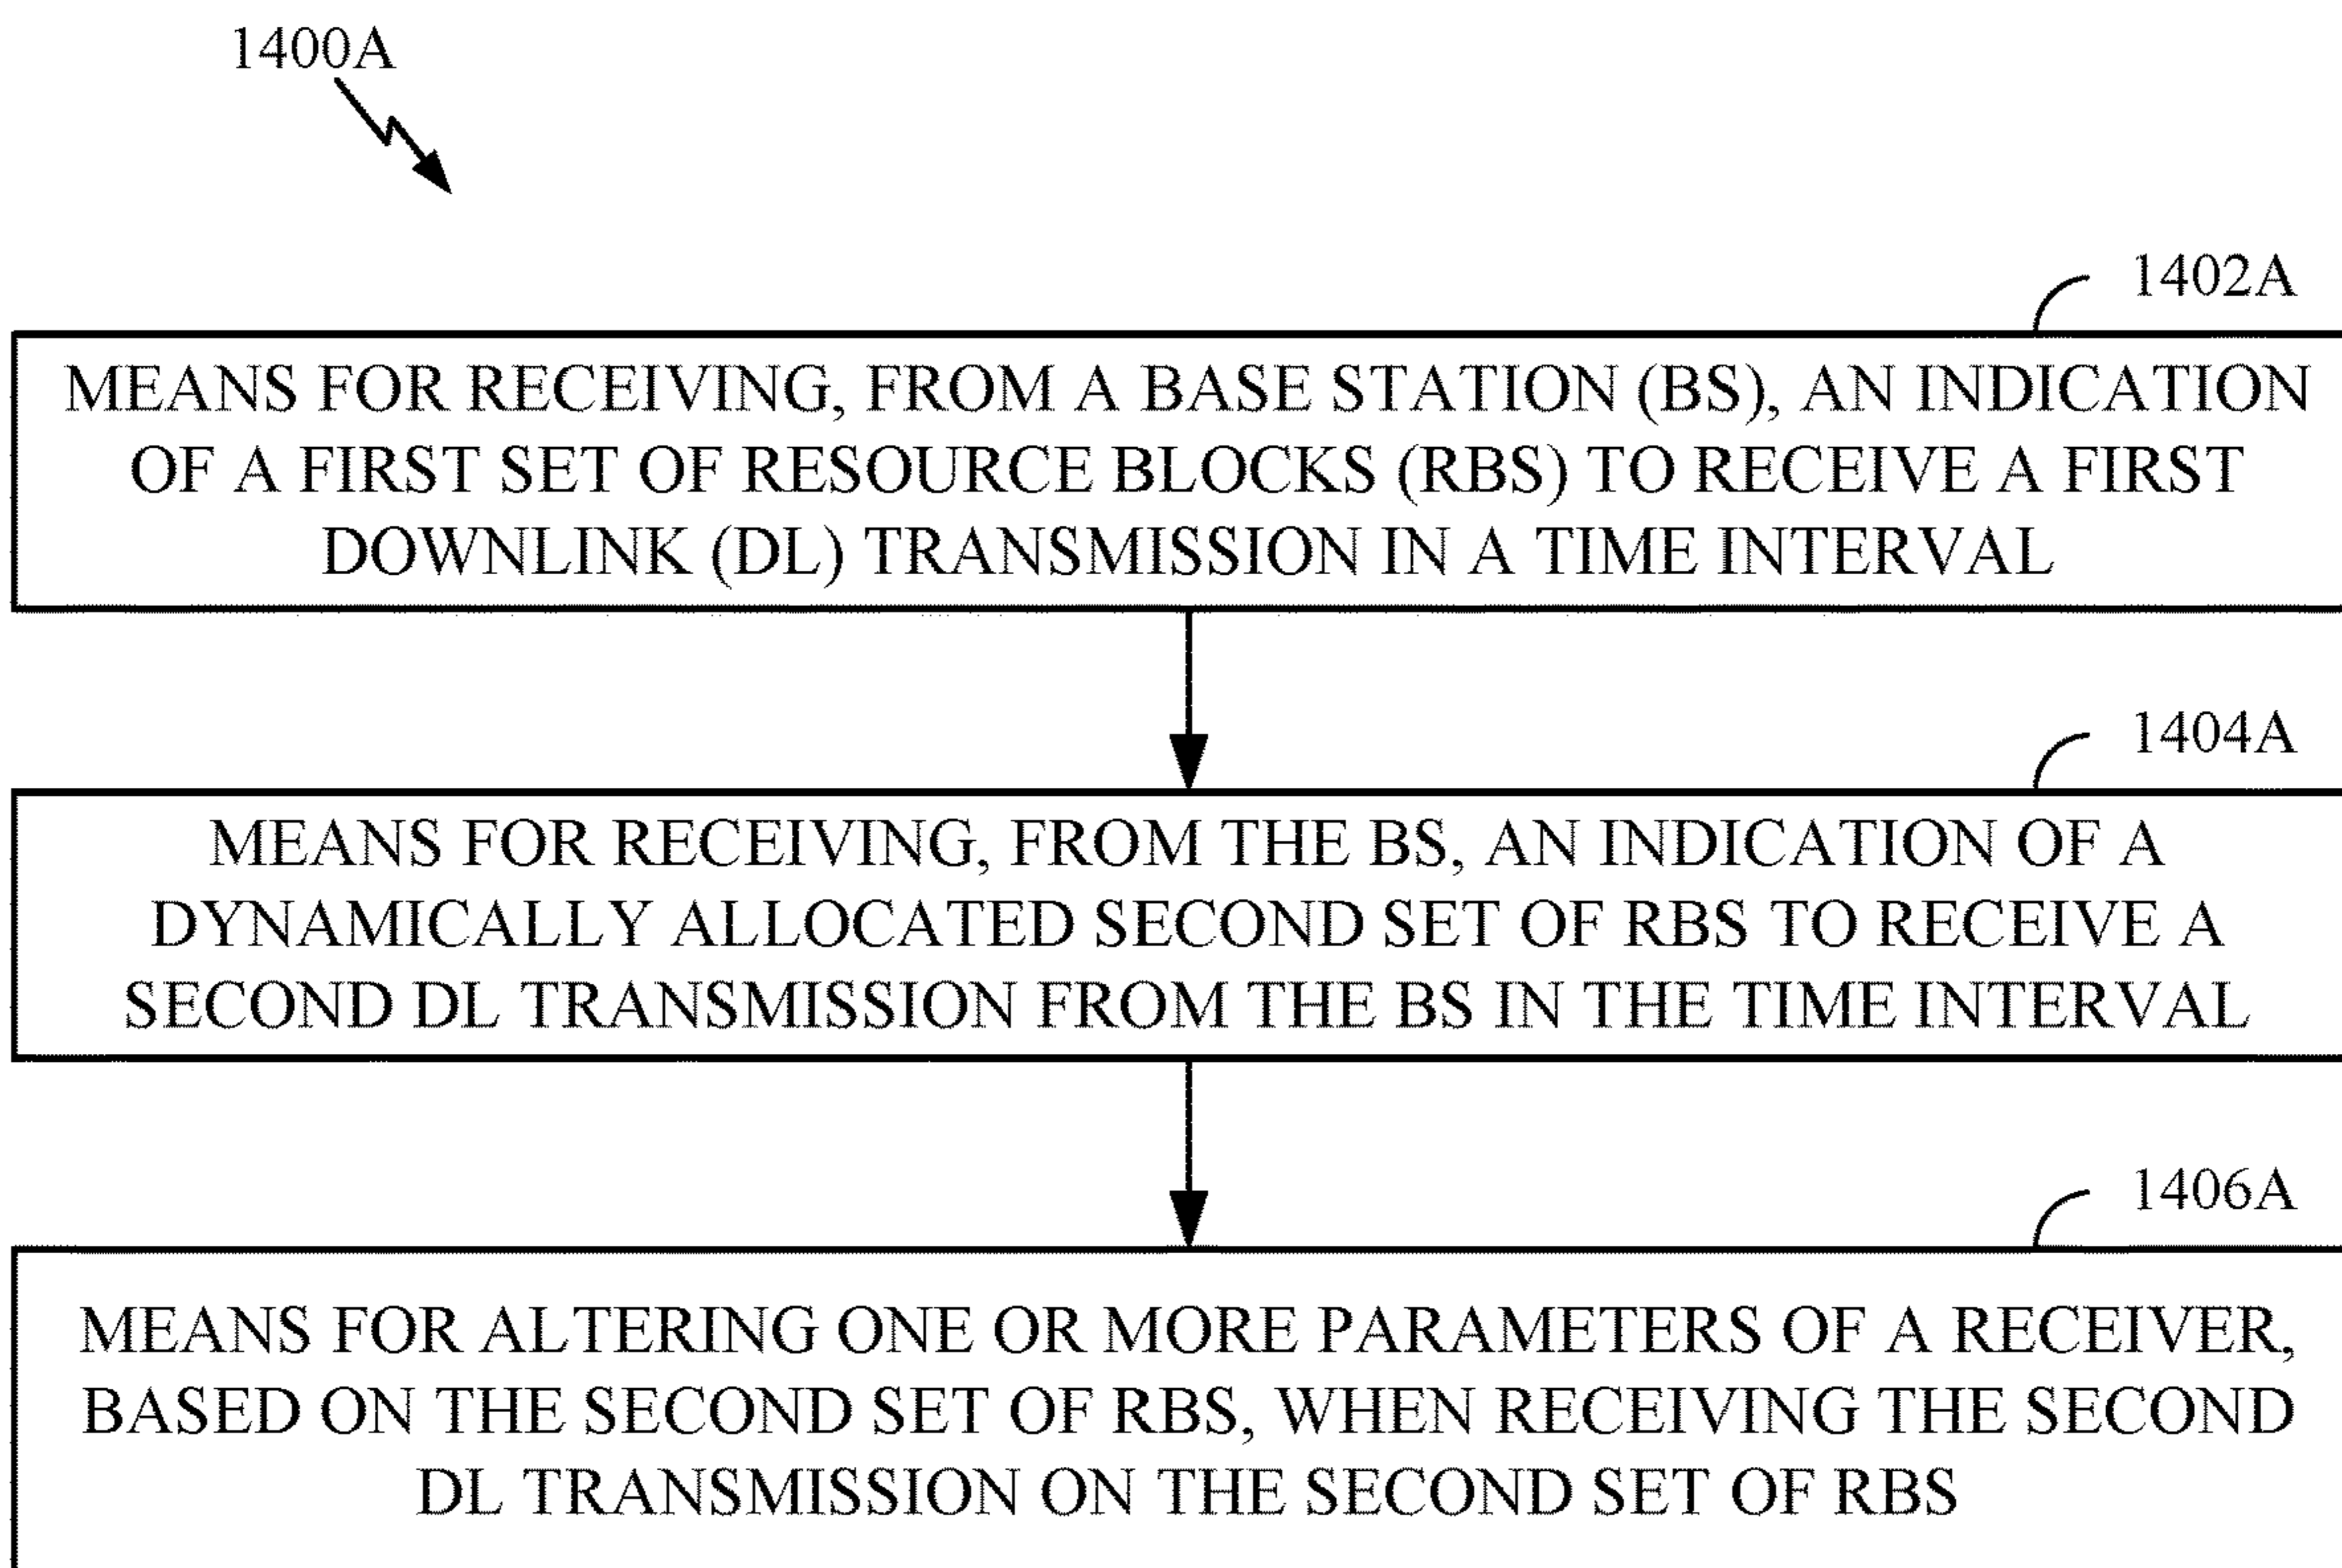 1400A
1402A
MEANS FOR RECEIVING, FROM A BASE STATION (BS), AN INDICATION
OF A FIRST SET OF RESOURCE BLOCKS (RBS) TO RECEIVE A FIRST
DOWNLINK (DL) TRANSMISSION IN A TIME INTERVAL
1404A
MEANS FOR RECEIVING, FROM THE BS, AN INDICATION OF A
DYNAMICALLY ALLOCATED SECOND SET OF RBS TO RECEIVE A
SECOND DL TRANSMISSION FROM THE BS IN THE TIME INTERVAL
1406A
MEANS FOR ALTERING ONE OR MORE PARAMETERS OF A RECEIVER,
BASED ON THE SECOND SET OF RBS, WHEN RECEIVING THE SECOND
DL TRANSMISSION ON THE SECOND SET OF RBS